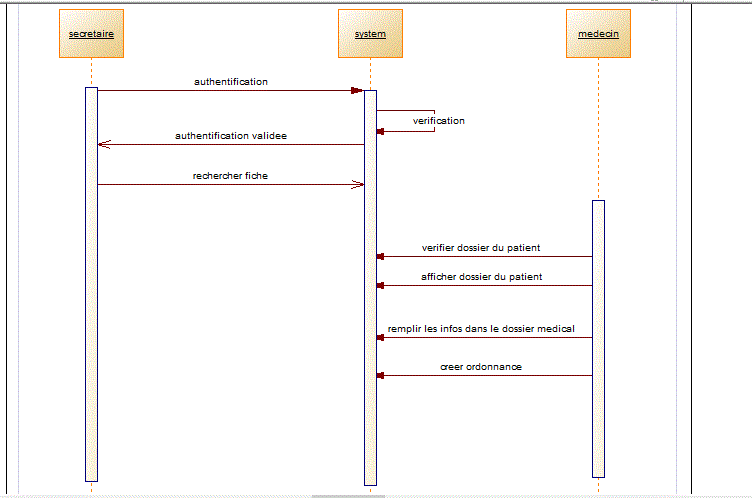 secretaire
system
medecin
authentification
verification
authentification validee
rechercher fiche
verifier dossier du patient
afficher dossier du patient
remplir les infos dans le dossier medical
creer ordonnance